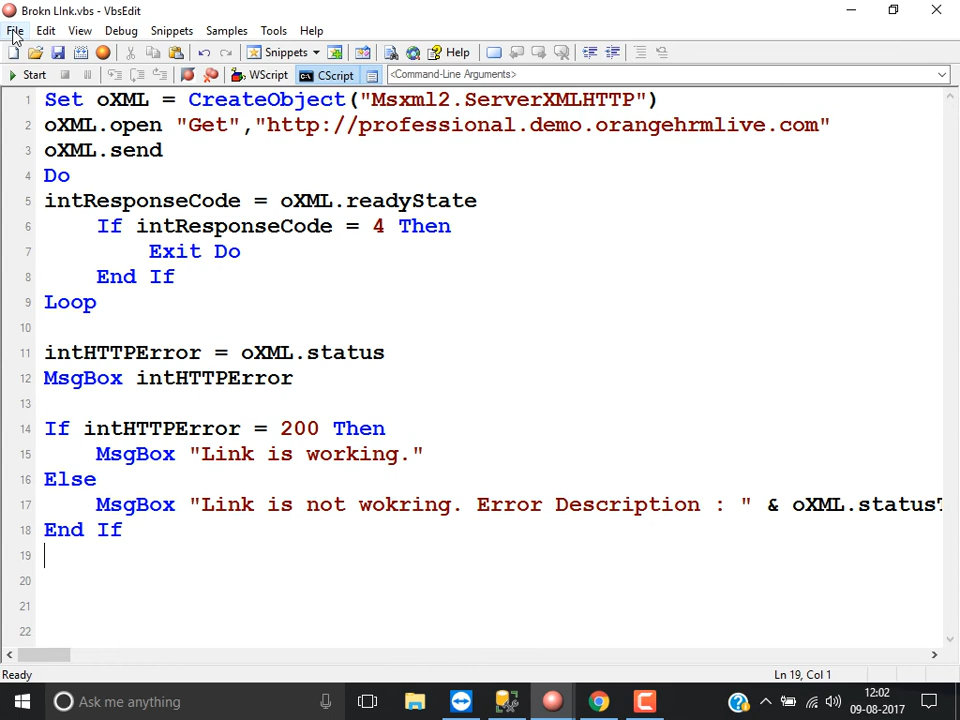 Brokn LInk.vbs - VbsEdit
File Edit View Debug Snippets Samples Tools Help
Snippets Help
Start WScript CScript <Command-Line Arguments>
1 Set oXML = CreateObject("Msxml2.ServerXMLHTTP")
2 oXML.open "Get","http://professional.demo.orangehrmlive.com"
3 oXML.send
4 Do
5 intResponseCode = oXML.readyState
6 If intResponseCode = 4 Then
7 Exit Do
8 End If
9 Loop
10
11 intHTTPError = oXML.status
12 MsgBox intHTTPError
13
14 If intHTTPError = 200 Then
15 MsgBox "Link is working."
16 Else
17 MsgBox "Link is not wokring. Error Description : " & oXML.status
18 End If
19
20
21
22
Ready Ln 19, Col 1
Ask me anything 12:02
09-08-2017